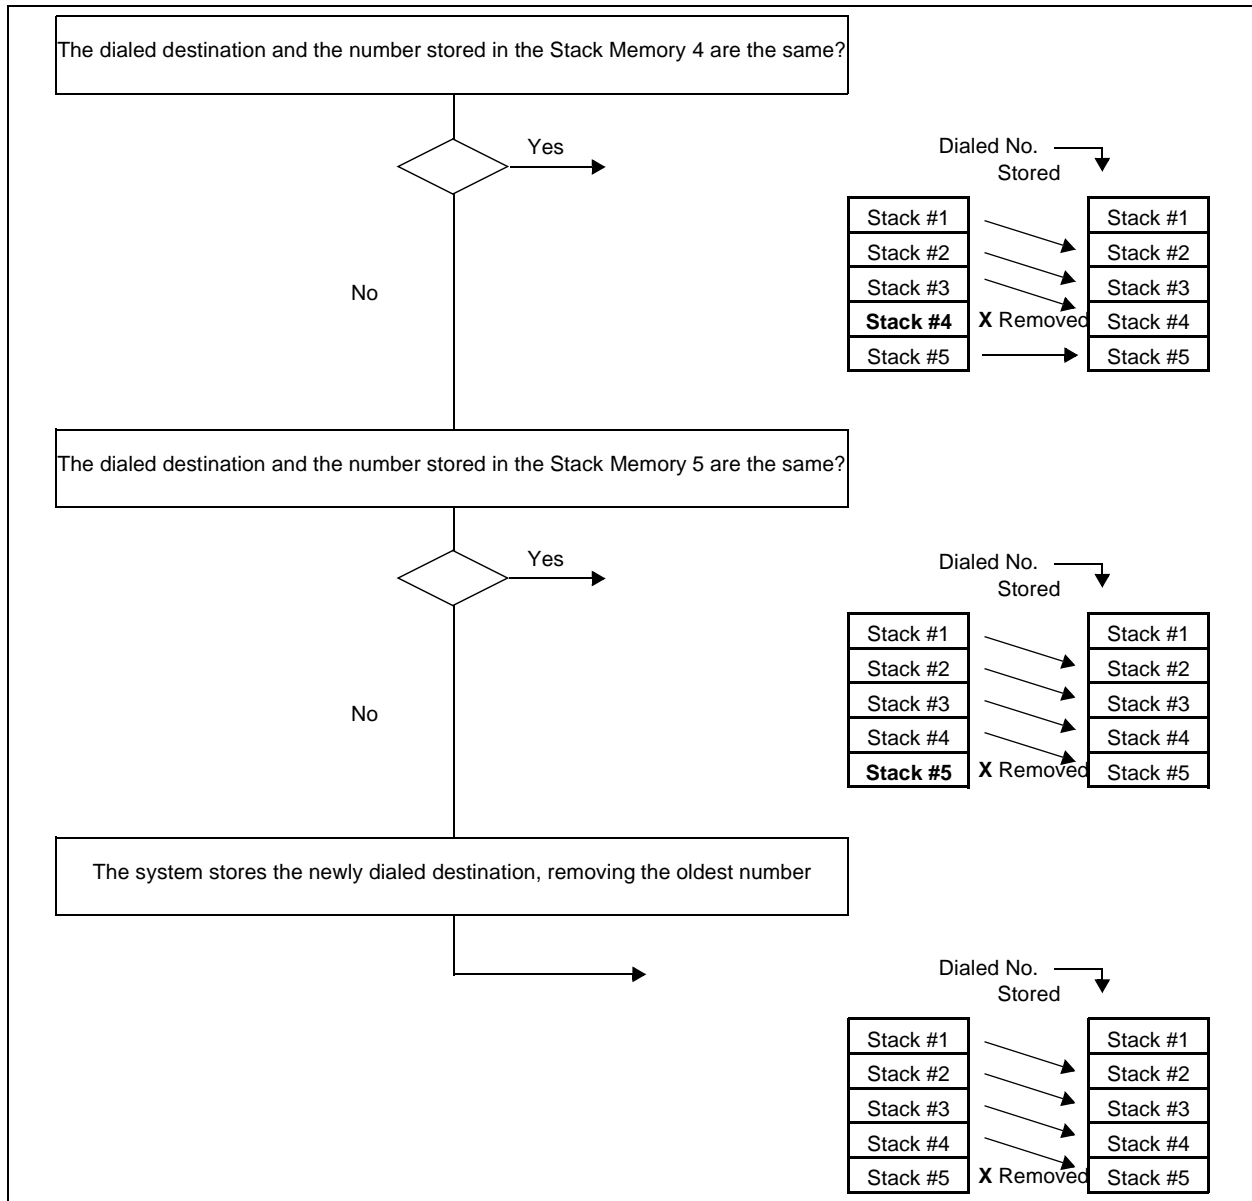 The dialed destination and the number stored in the Stack Memory 4 are the same?
Yes
No
Dialed No.
Stored
Stack #1
Stack #2
Stack #3
Stack #4 X Removed
Stack #5
Stack #1
Stack #2
Stack #3
Stack #4
Stack #5
The dialed destination and the number stored in the Stack Memory 5 are the same?
Yes
No
Dialed No.
Stored
Stack #1
Stack #2
Stack #3
Stack #4
Stack #5 X Removed
Stack #1
Stack #2
Stack #3
Stack #4
Stack #5
The system stores the newly dialed destination, removing the oldest number
Dialed No.
Stored
Stack #1
Stack #2
Stack #3
Stack #4
Stack #5 X Removed
Stack #1
Stack #2
Stack #3
Stack #4
Stack #5